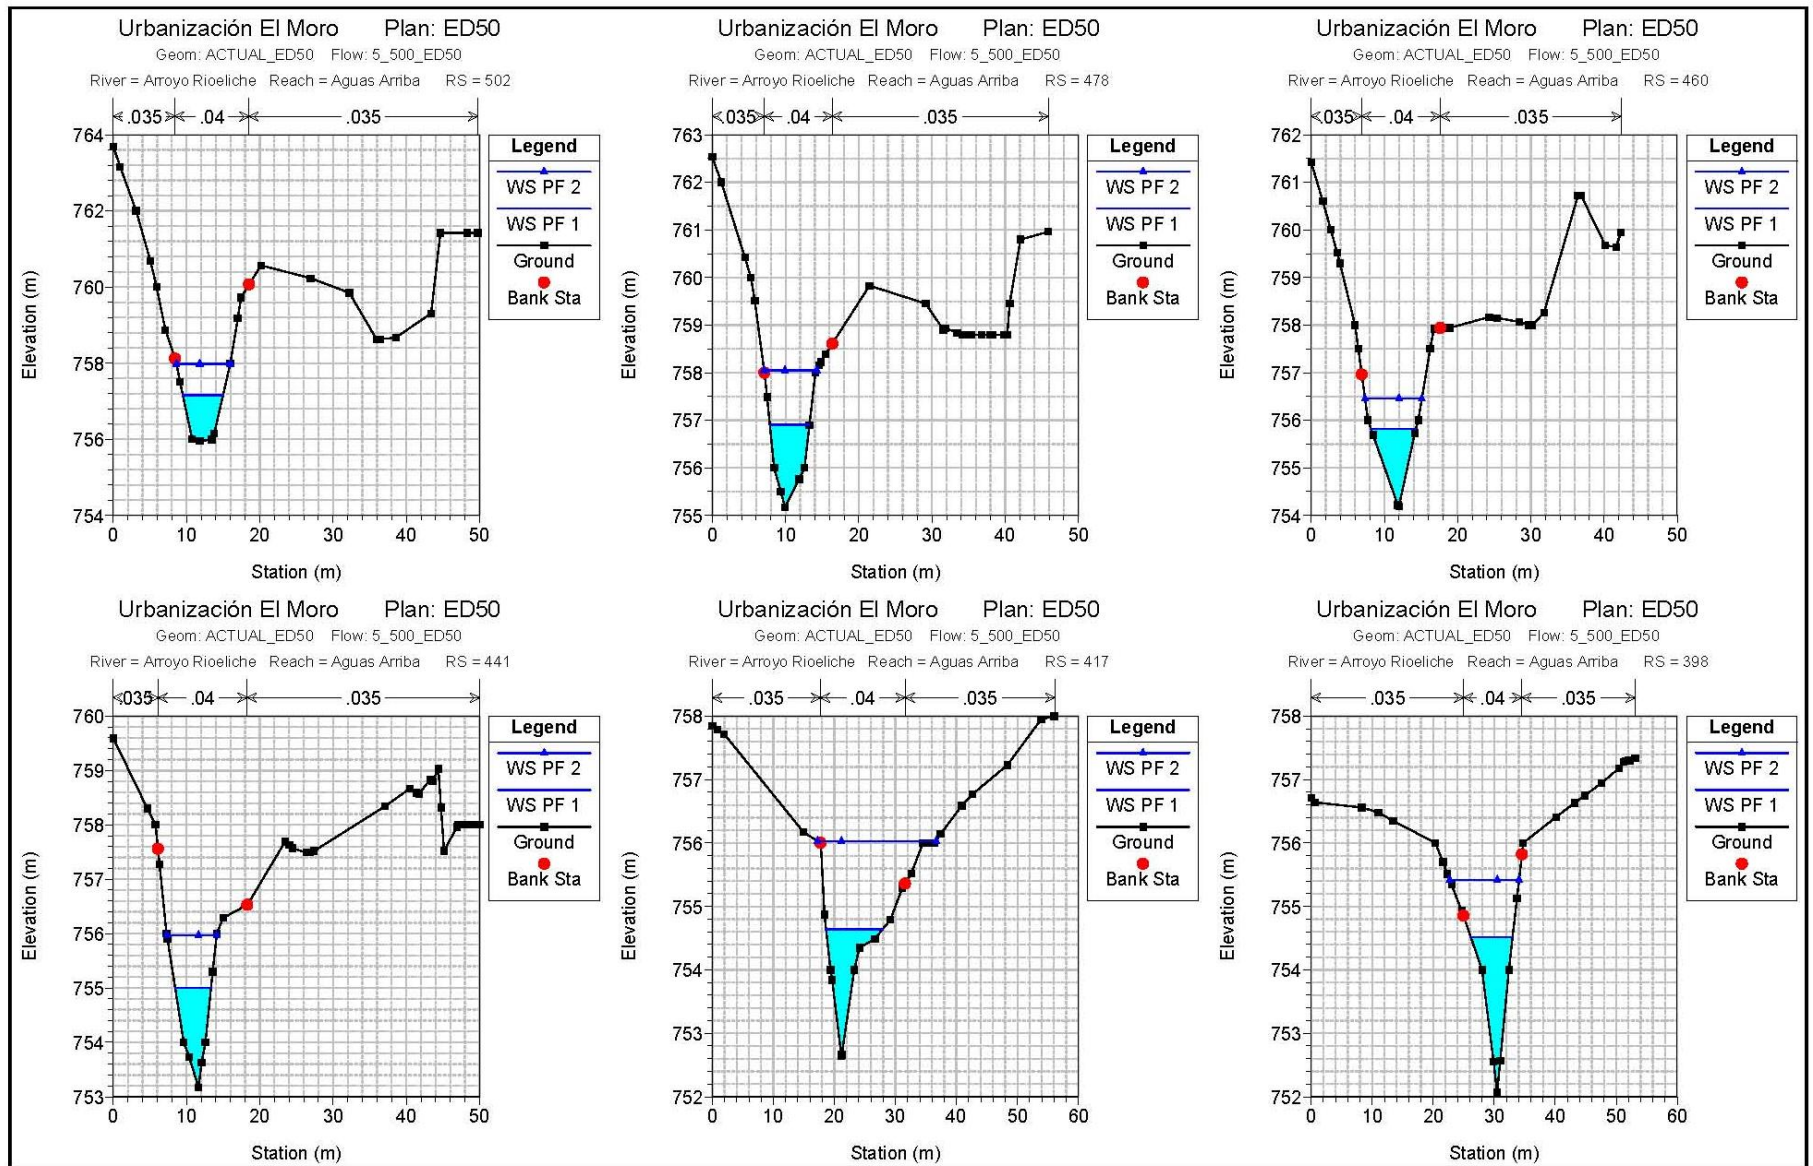 Urbanización El Moro Plan: ED50
Geom: ACTUAL_ED50 Flow: 5_500_ED50
River = Arroyo Rioeliche Reach = Aguas Arriba RS = 502
.035 .04 .035
764
762
760
758
756
754
0 10 20 30 40 50
Elevation (m)
Station (m)
Legend
WS PF 2
WS PF 1
Ground
Bank Sta
Urbanización El Moro Plan: ED50
Geom: ACTUAL_ED50 Flow: 5_500_ED50
River = Arroyo Rioeliche Reach = Aguas Arriba RS = 478
.035 .04 .035
763
762
761
760
759
758
757
756
755
0 10 20 30 40 50
Elevation (m)
Station (m)
Legend
WS PF 2
WS PF 1
Ground
Bank Sta
Urbanización El Moro Plan: ED50
Geom: ACTUAL_ED50 Flow: 5_500_ED50
River = Arroyo Rioeliche Reach = Aguas Arriba RS = 460
.035 .04 .035
762
761
760
759
758
757
756
755
754
0 10 20 30 40 50
Elevation (m)
Station (m)
Legend
WS PF 2
WS PF 1
Ground
Bank Sta
Urbanización El Moro Plan: ED50
Geom: ACTUAL_ED50 Flow: 5_500_ED50
River = Arroyo Rioeliche Reach = Aguas Arriba RS = 441
.035 .04 .035
760
759
758
757
756
755
754
753
0 10 20 30 40 50
Elevation (m)
Station (m)
Legend
WS PF 2
WS PF 1
Ground
Bank Sta
Urbanización El Moro Plan: ED50
Geom: ACTUAL_ED50 Flow: 5_500_ED50
River = Arroyo Rioeliche Reach = Aguas Arriba RS = 417
.035 .04 .035
758
757
756
755
754
753
752
0 10 20 30 40 50 60
Elevation (m)
Station (m)
Legend
WS PF 2
WS PF 1
Ground
Bank Sta
Urbanización El Moro Plan: ED50
Geom: ACTUAL_ED50 Flow: 5_500_ED50
River = Arroyo Rioeliche Reach = Aguas Arriba RS = 398
.035 .04 .035
758
757
756
755
754
753
752
0 10 20 30 40 50 60
Elevation (m)
Station (m)
Legend
WS PF 2
WS PF 1
Ground
Bank Sta